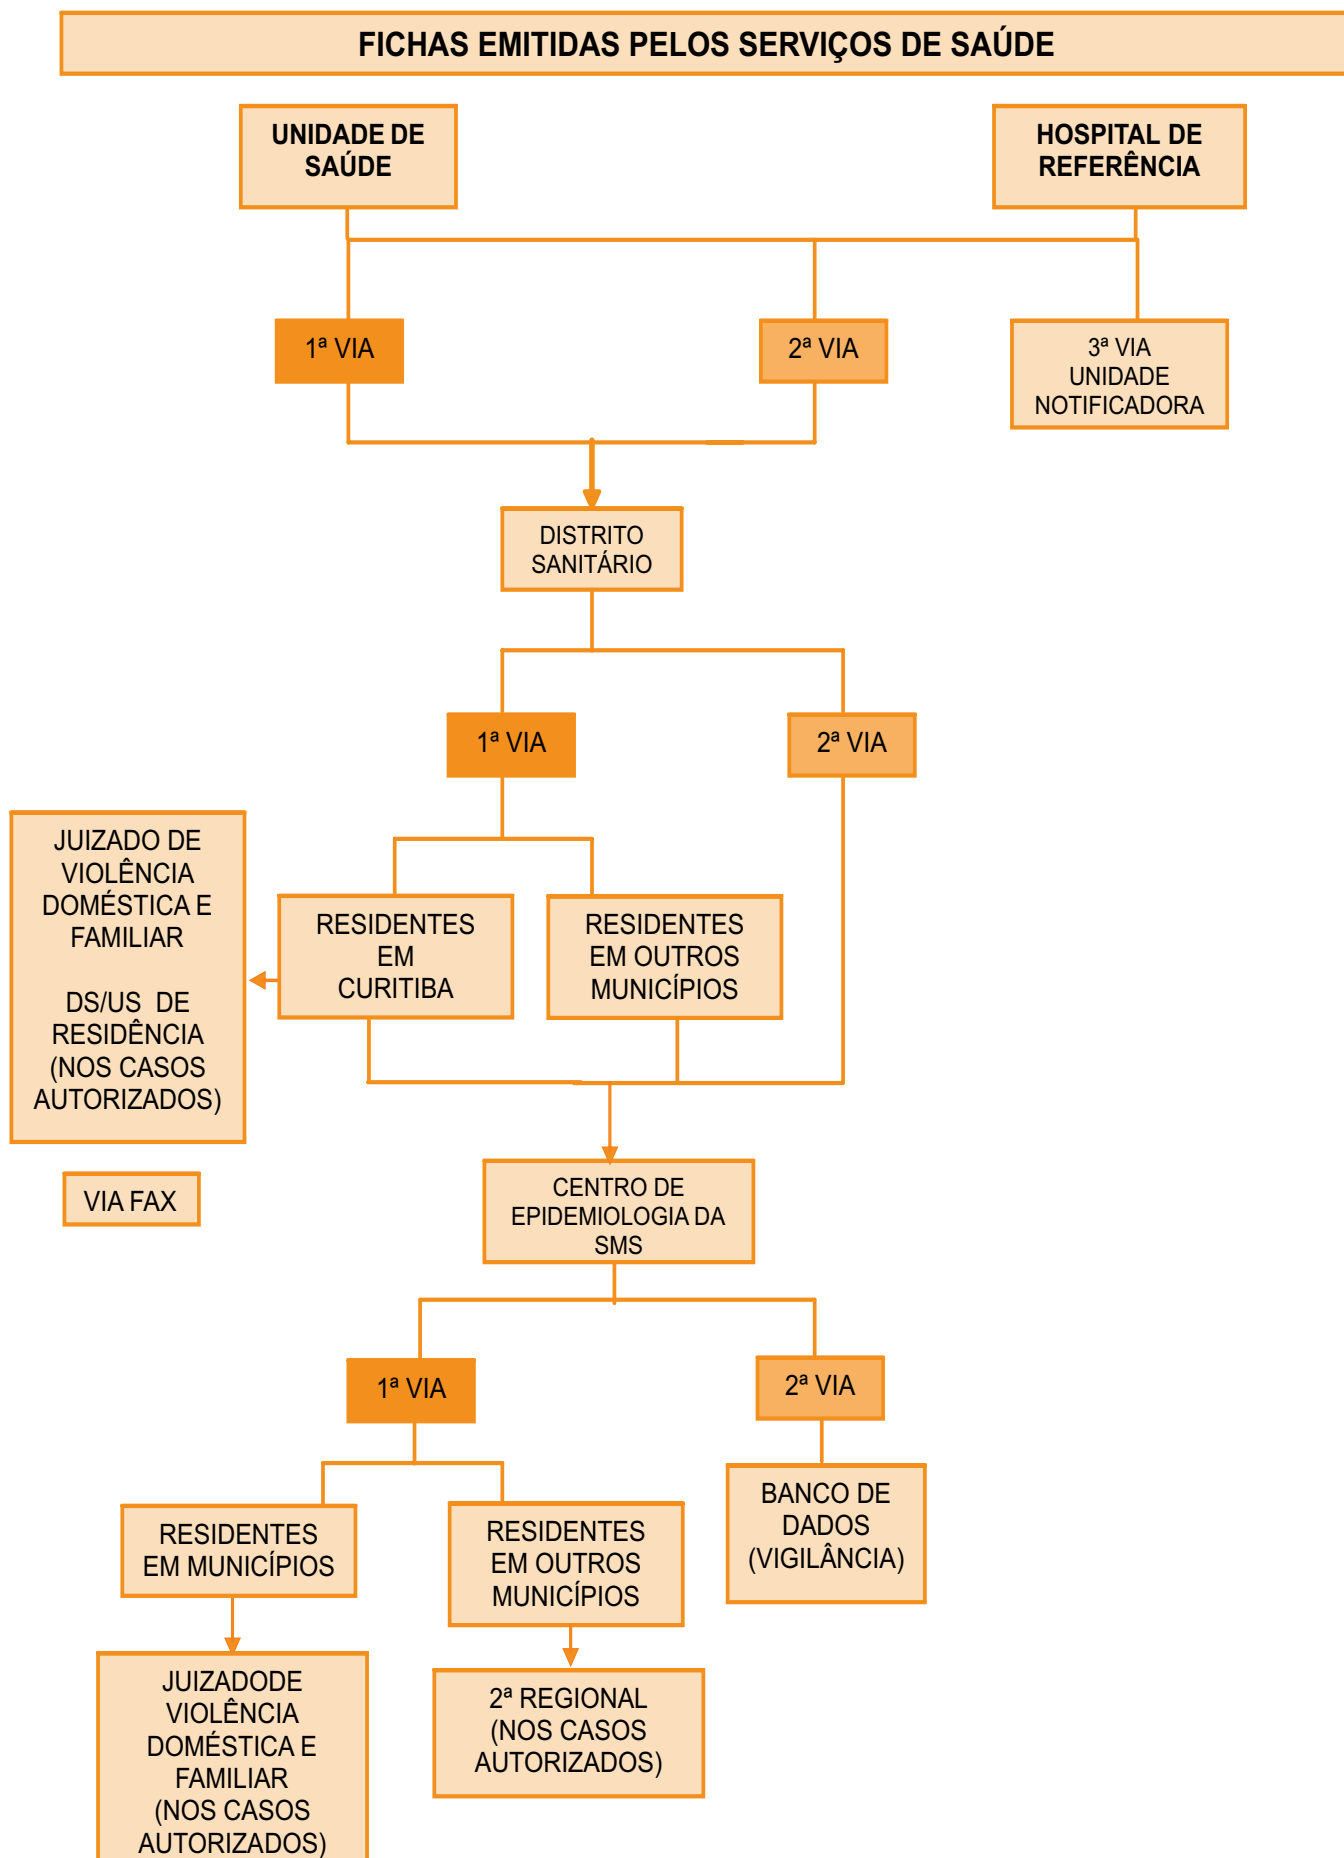 FICHAS EMITIDAS PELOS SERVIÇOS DE SAÚDE
UNIDADE DE
SAÚDE
HOSPITAL DE
REFERÊNCIA
1ª VIA
2ª VIA
3ª VIA
UNIDADE
NOTIFICADORA
DISTRITO
SANITÁRIO
1ª VIA
2ª VIA
JUIZADO DE
VIOLÊNCIA
DOMÉSTICA E
FAMILIAR
DS/US DE
RESIDÊNCIA
(NOS CASOS
AUTORIZADOS)
RESIDENTES
EM
CURITIBA
RESIDENTES
EM OUTROS
MUNICÍPIOS
VIA FAX
CENTRO DE
EPIDEMIOLOGIA DA
SMS
1ª VIA
2ª VIA
RESIDENTES
EM MUNICÍPIOS
RESIDENTES
EM OUTROS
MUNICÍPIOS
BANCO DE
DADOS
(VIGILÂNCIA)
JUIZADODE
VIOLÊNCIA
DOMÉSTICA E
FAMILIAR
(NOS CASOS
AUTORIZADOS)
2ª REGIONAL
(NOS CASOS
AUTORIZADOS)